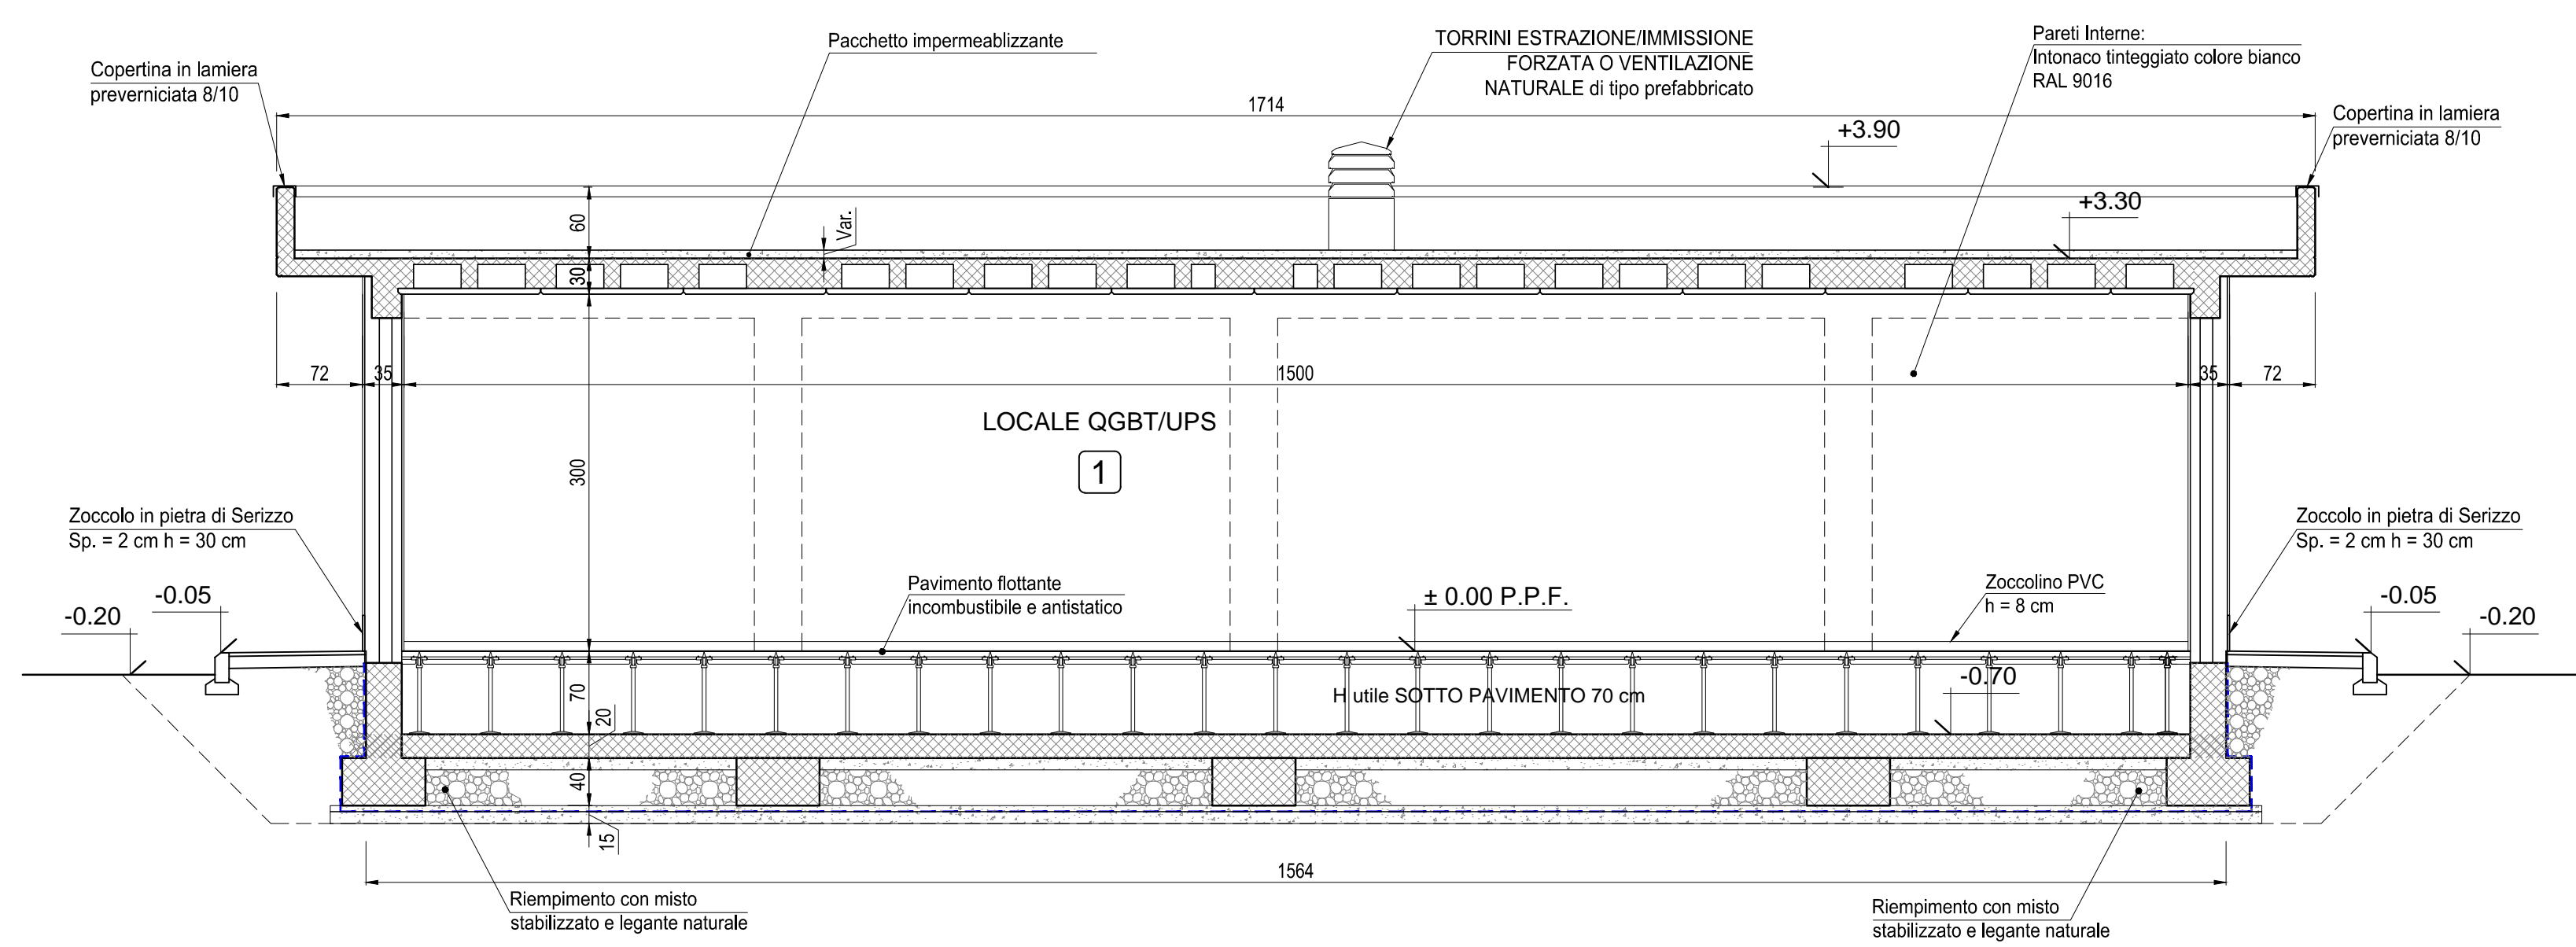 Copertina in lamiera
preverniciata 8/10
Pacchetto impermeablizzante
TORRINI ESTRAZIONE/IMMISSIONE
FORZATA O VENTILAZIONE
NATURALE di tipo prefabbricato
Pareti Interne:
Intonaco tinteggiato colore bianco
RAL 9016
Copertina in lamiera
preverniciata 8/10
1714
+3.90
+3.30
60
Var.
30
72
35
1500
35
72
LOCALE QGBT/UPS
1
300
Zoccolo in pietra di Serizzo
Sp. = 2 cm h = 30 cm
Zoccolo in pietra di Serizzo
Sp. = 2 cm h = 30 cm
-0.20
-0.05
Pavimento flottante
incombustibile e antistatico
± 0.00 P.P.F.
Zoccolino PVC
h = 8 cm
-0.05
-0.20
70
H utile SOTTO PAVIMENTO 70 cm
-0.70
20
40
15
1564
Riempimento con misto
stabilizzato e legante naturale
Riempimento con misto
stabilizzato e legante naturale